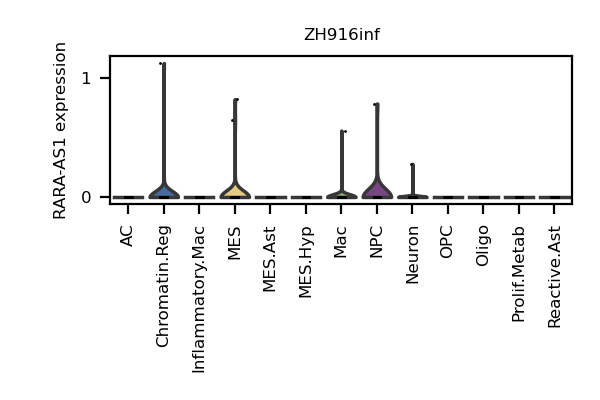 ZH916inf
RARA-AS1 expression
1
0
AC
Chromatin.Reg
Inflammatory.Mac
MES
MES.Ast
MES.Hyp
Mac
NPC
Neuron
OPC
Oligo
Prolif.Metab
Reactive.Ast